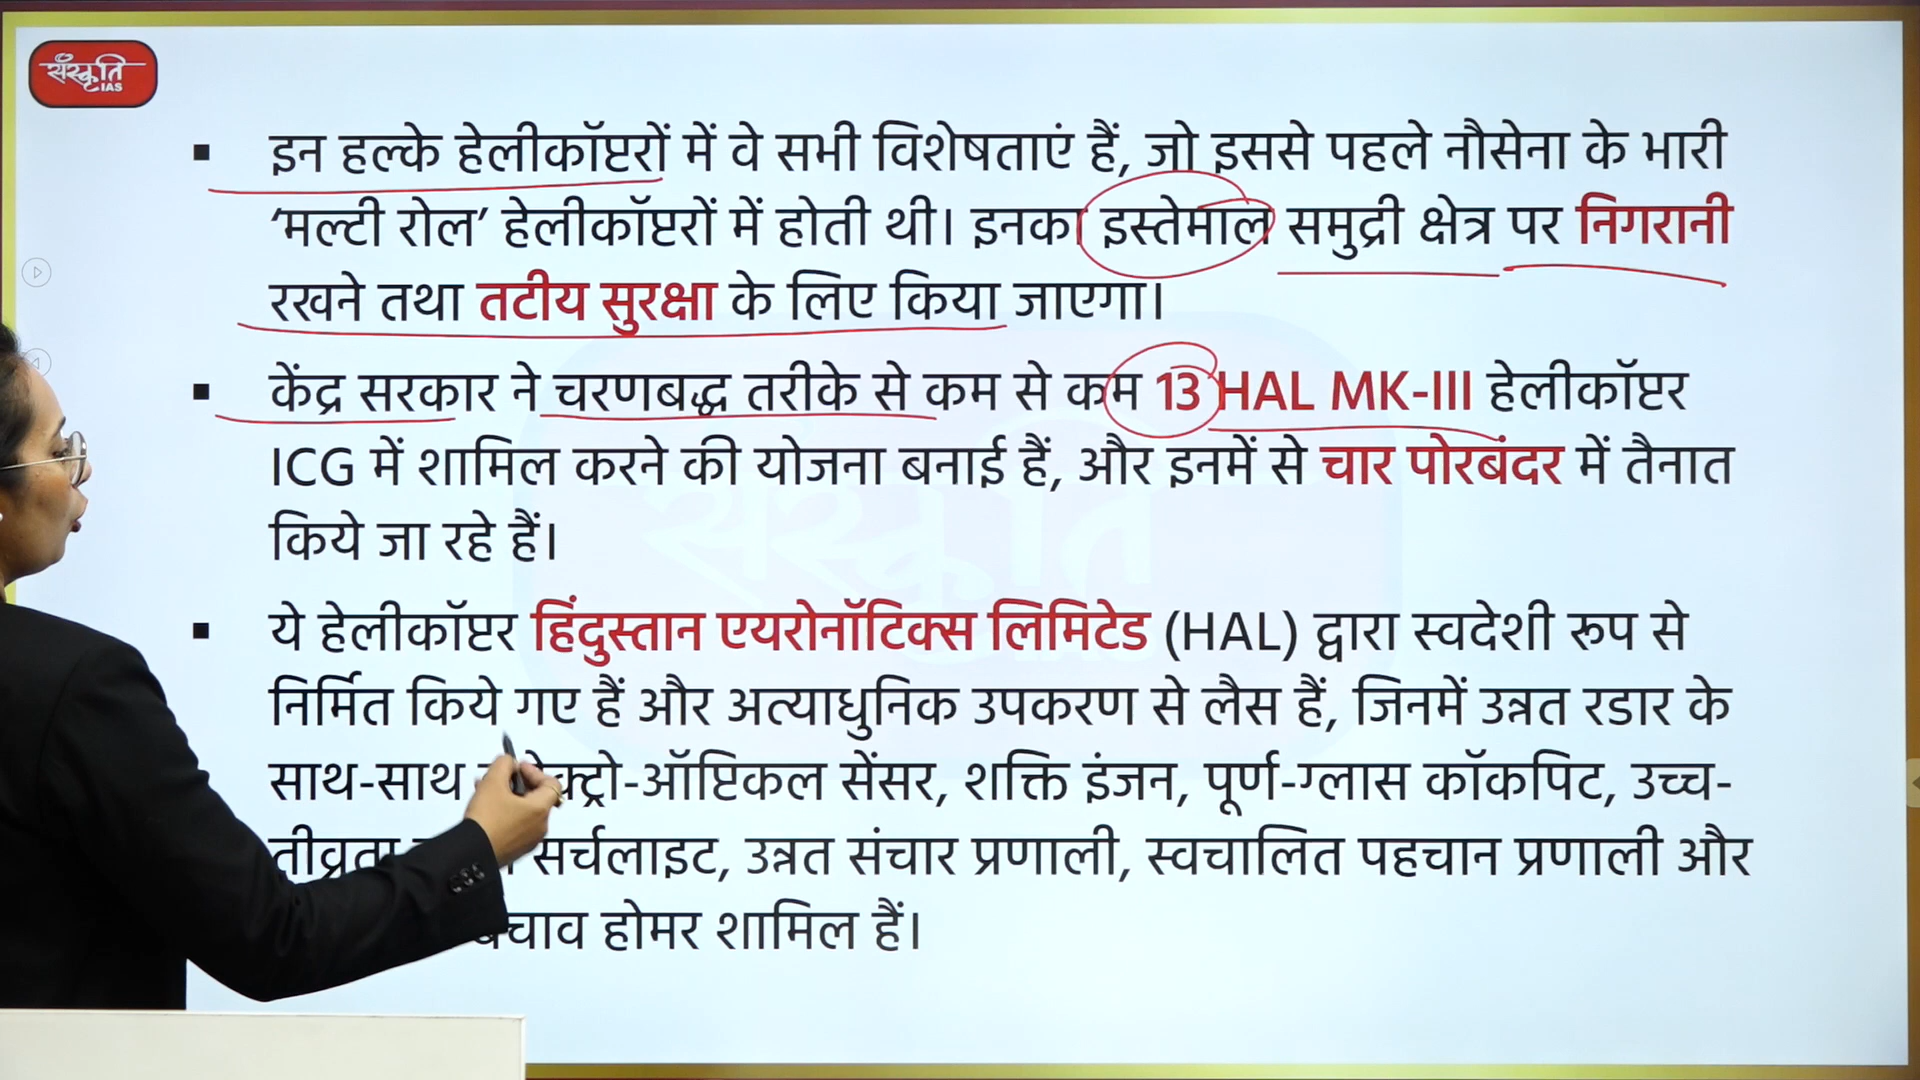 संस्कृति
IAS
इन हल्के हेलीकॉप्टरों में वे सभी विशेषताएं हैं, जो इससे पहले नौसेना के भारी
‘मल्टी रोल’ हेलीकॉप्टरों में होती थी। इनका इस्तेमाल समुद्री क्षेत्र पर निगरानी
रखने तथा तटीय सुरक्षा के लिए किया जाएगा।
केंद्र सरकार ने चरणबद्ध तरीके से कम से कम 13 HAL MK-III हेलीकॉप्टर
ICG में शामिल करने की योजना बनाई हैं, और इनमें से चार पोरबंदर में तैनात
किये जा रहे हैं।
ये हेलीकॉप्टर हिंदुस्तान एयरोनॉटिक्स लिमिटेड (HAL) द्वारा स्वदेशी रूप से
निर्मित किये गए हैं और अत्याधुनिक उपकरण से लैस हैं, जिनमें उन्नत रडार के
साथ-साथ ऑप्टिकल सेंसर, शक्ति इंजन, पूर्ण-ग्लास कॉकपिट, उच्च-
तीव्रता सर्चलाइट, उन्नत संचार प्रणाली, स्वचालित पहचान प्रणाली और
होमर शामिल हैं।